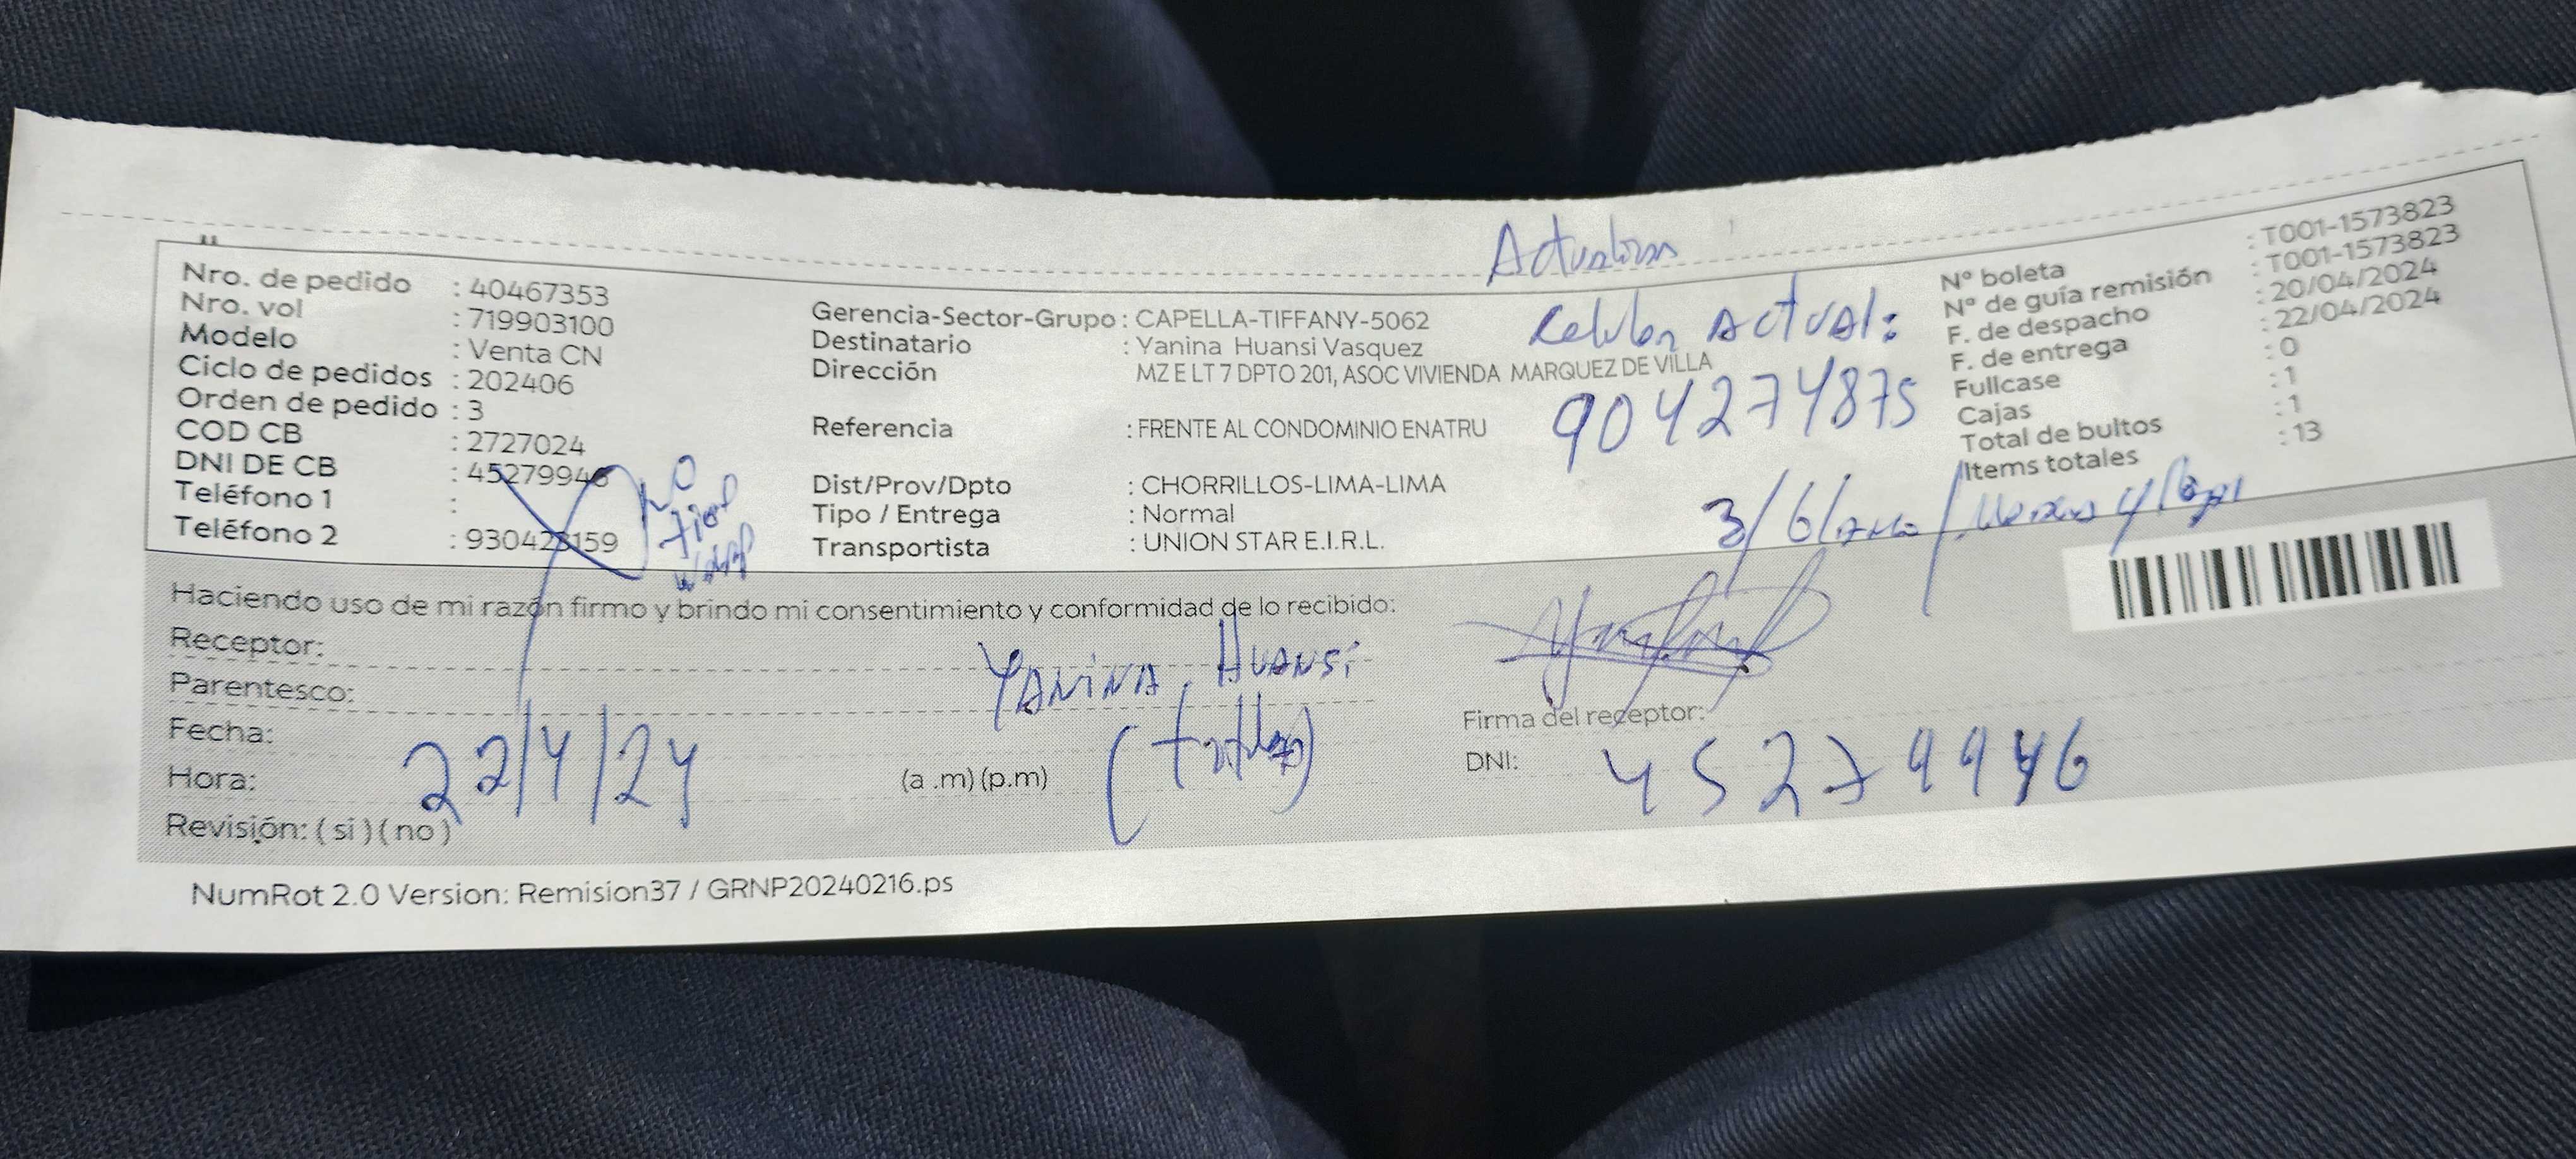 Actualizar
Nro. de pedido : 40467353
Nro. vol : 719903100
Modelo : Venta CN
Ciclo de pedidos : 202406
Orden de pedido : 3
COD CB : 2727024
DNI DE CB : 45279946
Teléfono 1 :
Teléfono 2 : 930423159
NO
tiene
Gerencia-Sector-Grupo : CAPELLA-TIFFANY-5062
Destinatario : Yanina Huansi Vasquez
Dirección MZ E LT 7 DPTO 201, ASOC VIVIENDA MARQUEZ DE VILLA
Referencia : FRENTE AL CONDOMINIO ENATRU
Dist/Prov/Dpto : CHORRILLOS-LIMA-LIMA
Tipo / Entrega : Normal
Transportista : UNION STAR E.I.R.L.
Celular Actual:
904274875
N° boleta : T001-1573823
N° de guía remisión : T001-1573823
F. de despacho : 20/04/2024
F. de entrega : 22/04/2024
Fullcase : 0
Cajas : 1
Total de bultos : 1
Items totales : 13
Haciendo uso de mi razón firmo y brindo mi consentimiento y conformidad de lo recibido:
Receptor: Yanina Huansi
Parentesco: (titular)
Fecha: 22/4/24
Hora: (a .m) (p.m)
Revisión: ( si ) ( no )
Firma del receptor:
DNI: 45279946
NumRot 2.0 Version: Remision37 / GRNP20240216.ps